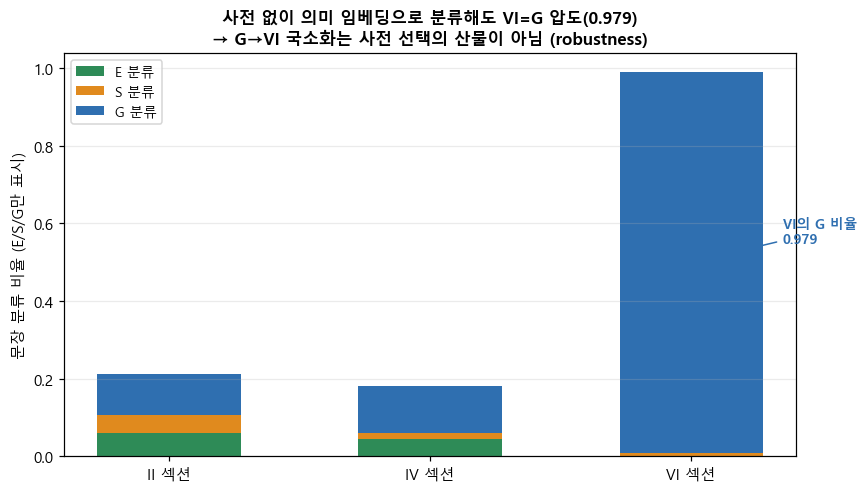 사전 없이 의미 임베딩으로 분류해도 VI=G 압도(0.979)
→ G→VI 국소화는 사전 선택의 산물이 아님 (robustness)
문장 분류 비율 (E/S/G만 표시)
1.0
0.8
0.6
0.4
0.2
0.0
E 분류
S 분류
G 분류
VI의 G 비율
0.979
II 섹션
IV 섹션
VI 섹션